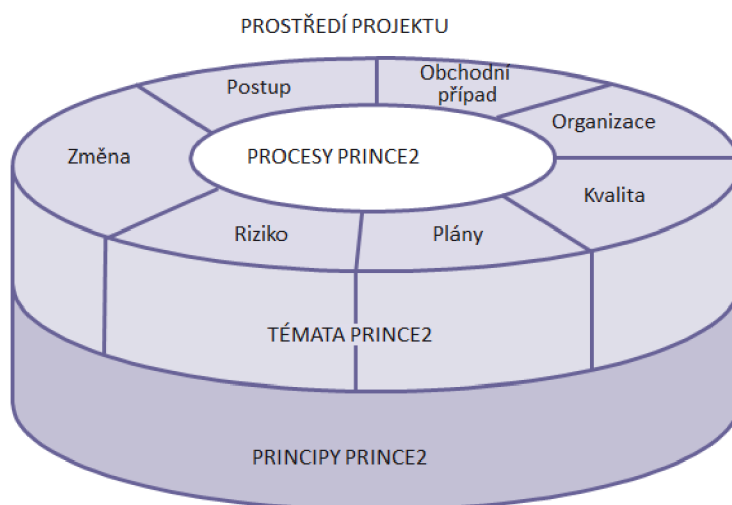 PROSTŘEDÍ PROJEKTU
Postup
Obchodní
případ
Organizace
Změna
PROCESY PRINCE2
Kvalita
Riziko
Plány
TÉMATA PRINCE2
PRINCIPY PRINCE2